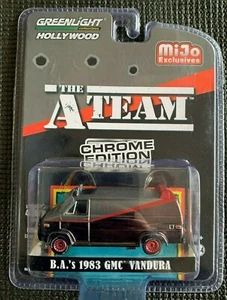 GREENLIGHT
HOLLYWOOD
MiJo
Exclusives
THE
A TEAM
CHROME
EDITION
B.A.'s 1983 GMC VANDURA